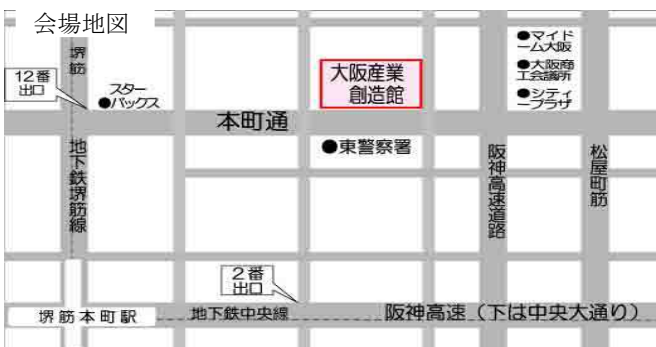 会場地図
堺筋
12番
出口
スター
●バックス
大阪産業
創造館
●マイド
ーム大阪
●大阪商
工会議所
●シティ
ープラザ
本町通
●東警察署
地下鉄堺筋線
阪神高速道路
松屋町筋
2番
出口
堺筋本町駅
地下鉄中央線
阪神高速（下は中央大通り）